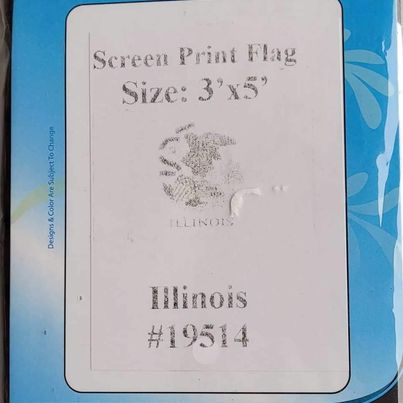 Screen Print Flag
Size: 3'x5'
ILLINOIS
Illinois
#19514
Designs & Color Are Subject To Change